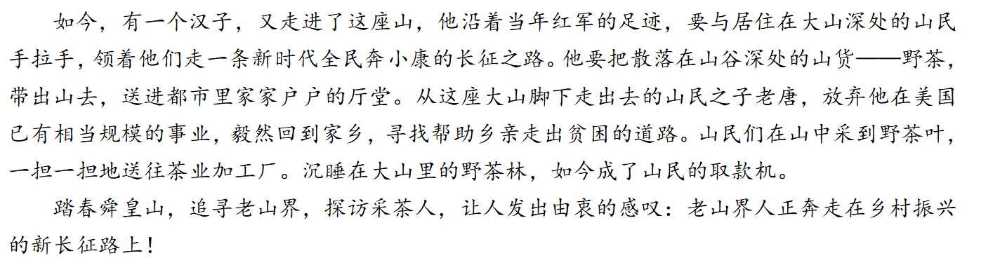 如今，有一个汉子，又走进了这座山，他沿着当年红军的足迹，要与居住在大山深处的山民
手拉手，领着他们走一条新时代全民奔小康的长征之路。他要把散落在山谷深处的山货——野茶，
带出山去，送进都市里家家户户的厅堂。从这座大山脚下走出去的山民之子老唐，放弃他在美国
已有相当规模的事业，毅然回到家乡，寻找帮助乡亲走出贫困的道路。山民们在山中采到野茶叶，
一担一担地送往茶业加工厂。沉睡在大山里的野茶林，如今成了山民的取款机。
踏春舜皇山，追寻老山界，探访采茶人，让人发出由衷的感叹：老山界人正奔走在乡村振兴
的新长征路上！